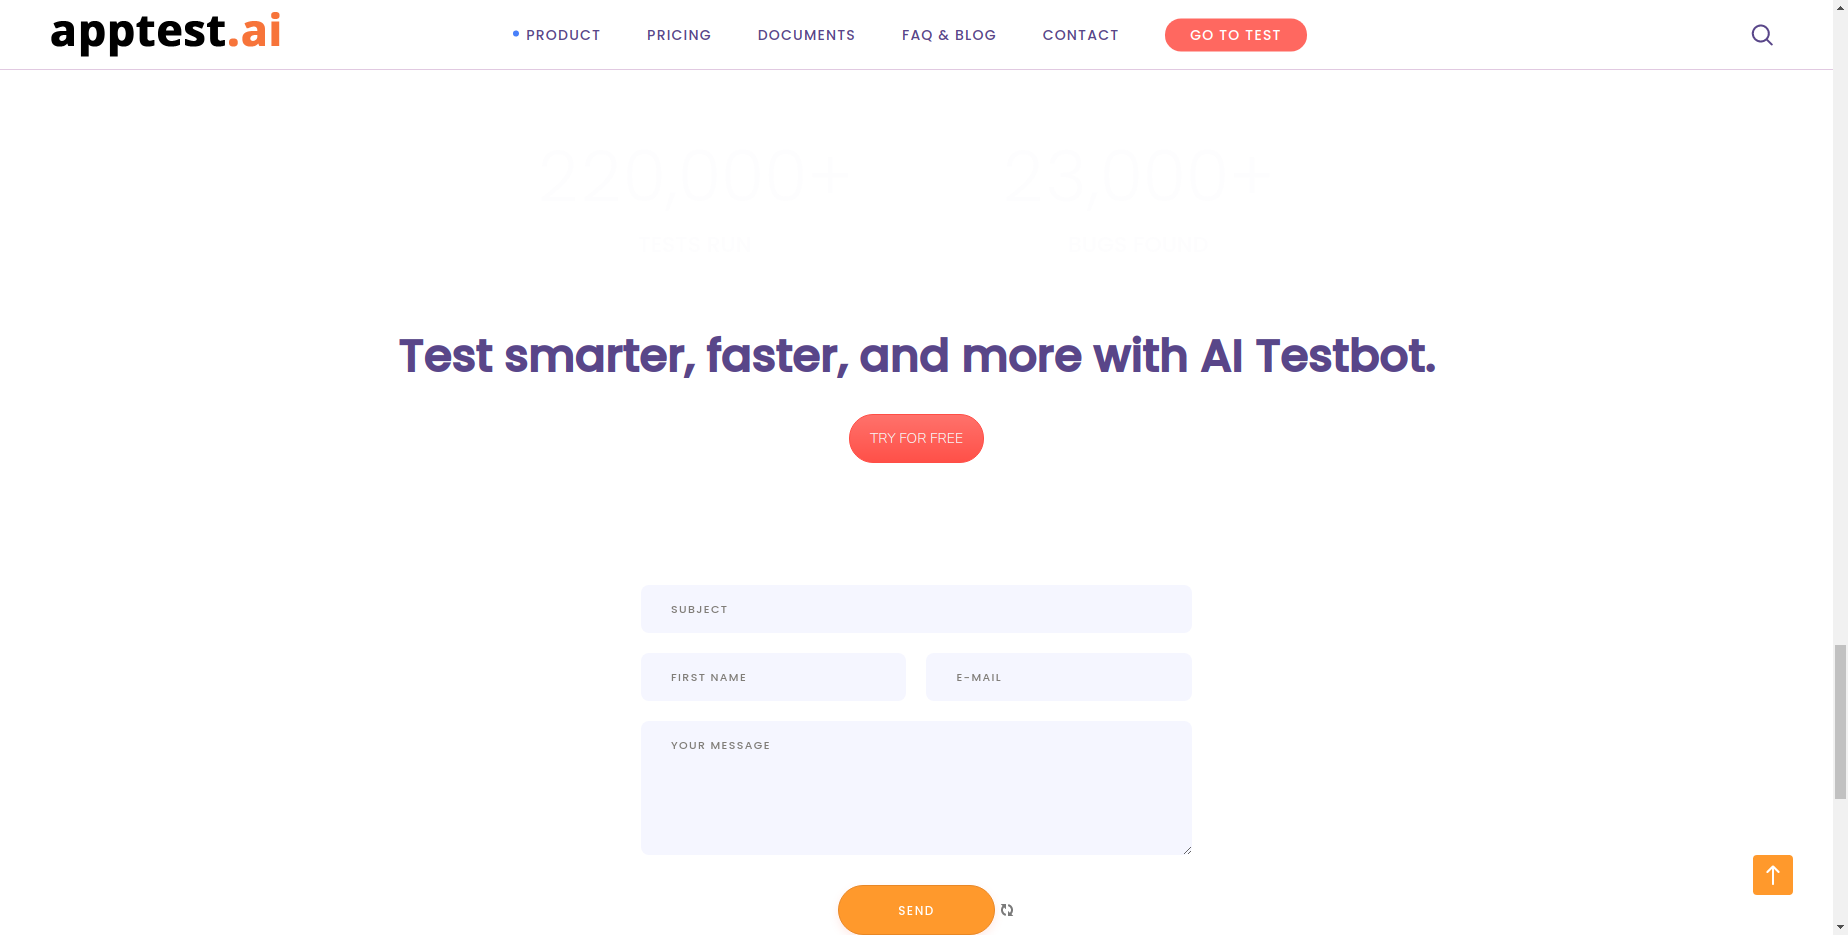 apptest.ai
PRODUCT PRICING DOCUMENTS FAQ & BLOG CONTACT GO TO TEST
220,000+ 23,000+
TESTS RUN BUGS FOUND
Test smarter, faster, and more with AI Testbot.
TRY FOR FREE
SUBJECT
FIRST NAME E-MAIL
YOUR MESSAGE
SEND